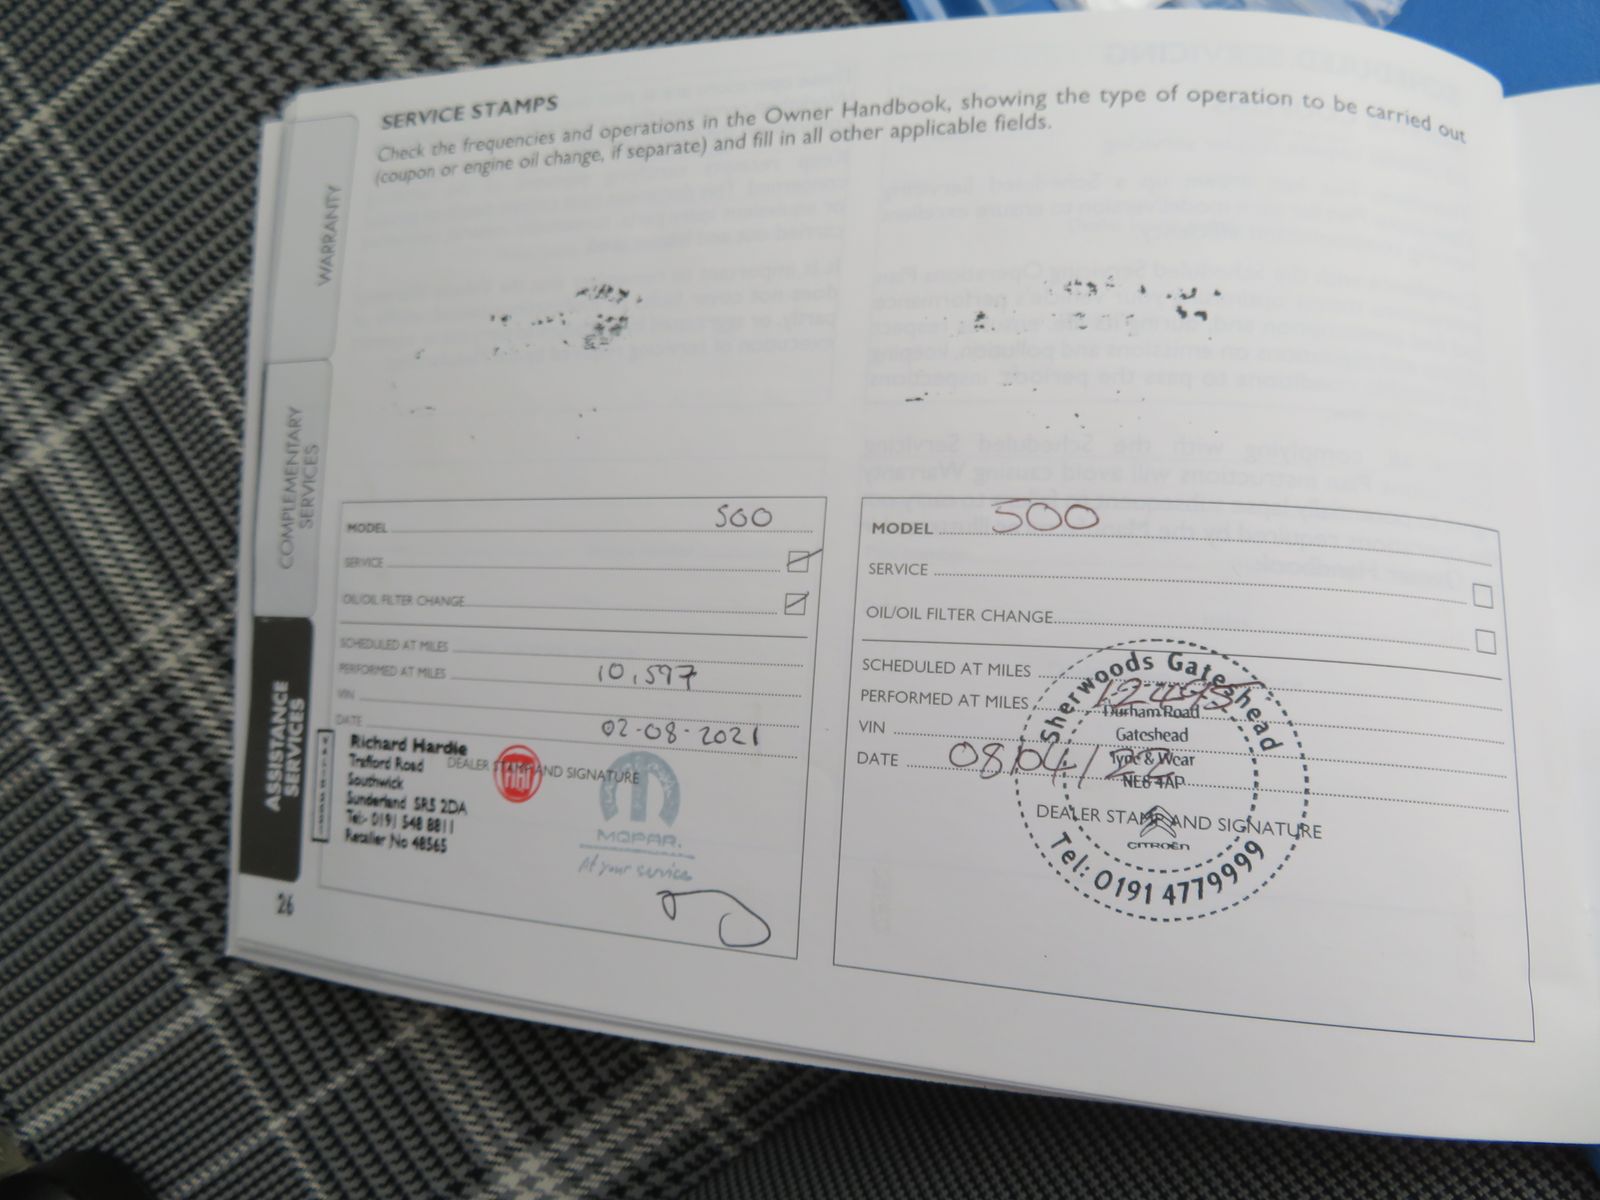 SERVICE STAMPS
Check the frequencies and operations in the Owner Handbook, showing the type of operation to be carried out
(coupon or engine oil change, if separate) and fill in all other applicable fields.
WARRANTY
COMPLEMENTARY
SERVICES
ASSISTANCE
SERVICES
26
MODEL 500
SERVICE
OIL/OIL FILTER CHANGE
SCHEDULED AT MILES
PERFORMED AT MILES 10,597
VIN
DATE 02-08-2021
DEALER STAMP AND SIGNATURE
Richard Hardie
Trafford Road
Southwick
Sunderland SR5 2DA
Tel:- 0191 548 8811
Retailer No 48565
FIAT
MOPAR.
At your service
MODEL 500
SERVICE
OIL/OIL FILTER CHANGE
SCHEDULED AT MILES
PERFORMED AT MILES
VIN
DATE 08/04/22
DEALER STAMP AND SIGNATURE
Sherwoods Gateshead
Durham Road
Gateshead
Tyne & Wear
NE8 4AP
CITROËN
Tel: 0191 4779999